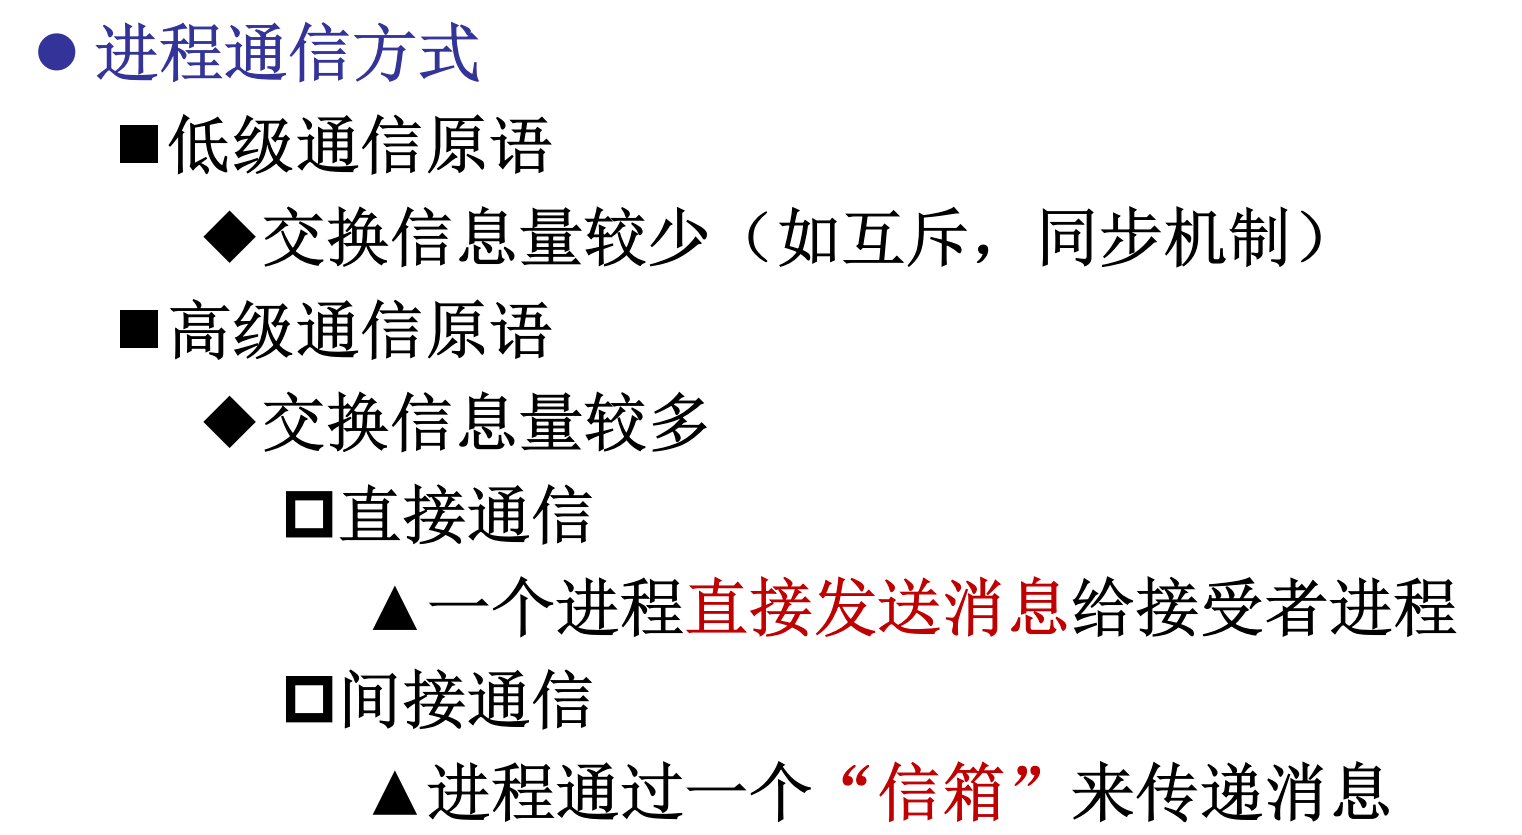 ● 进程通信方式
■低级通信原语
◆交换信息量较少（如互斥，同步机制）
■高级通信原语
◆交换信息量较多
□直接通信
▲一个进程直接发送消息给接受者进程
□间接通信
▲进程通过一个“信箱”来传递消息